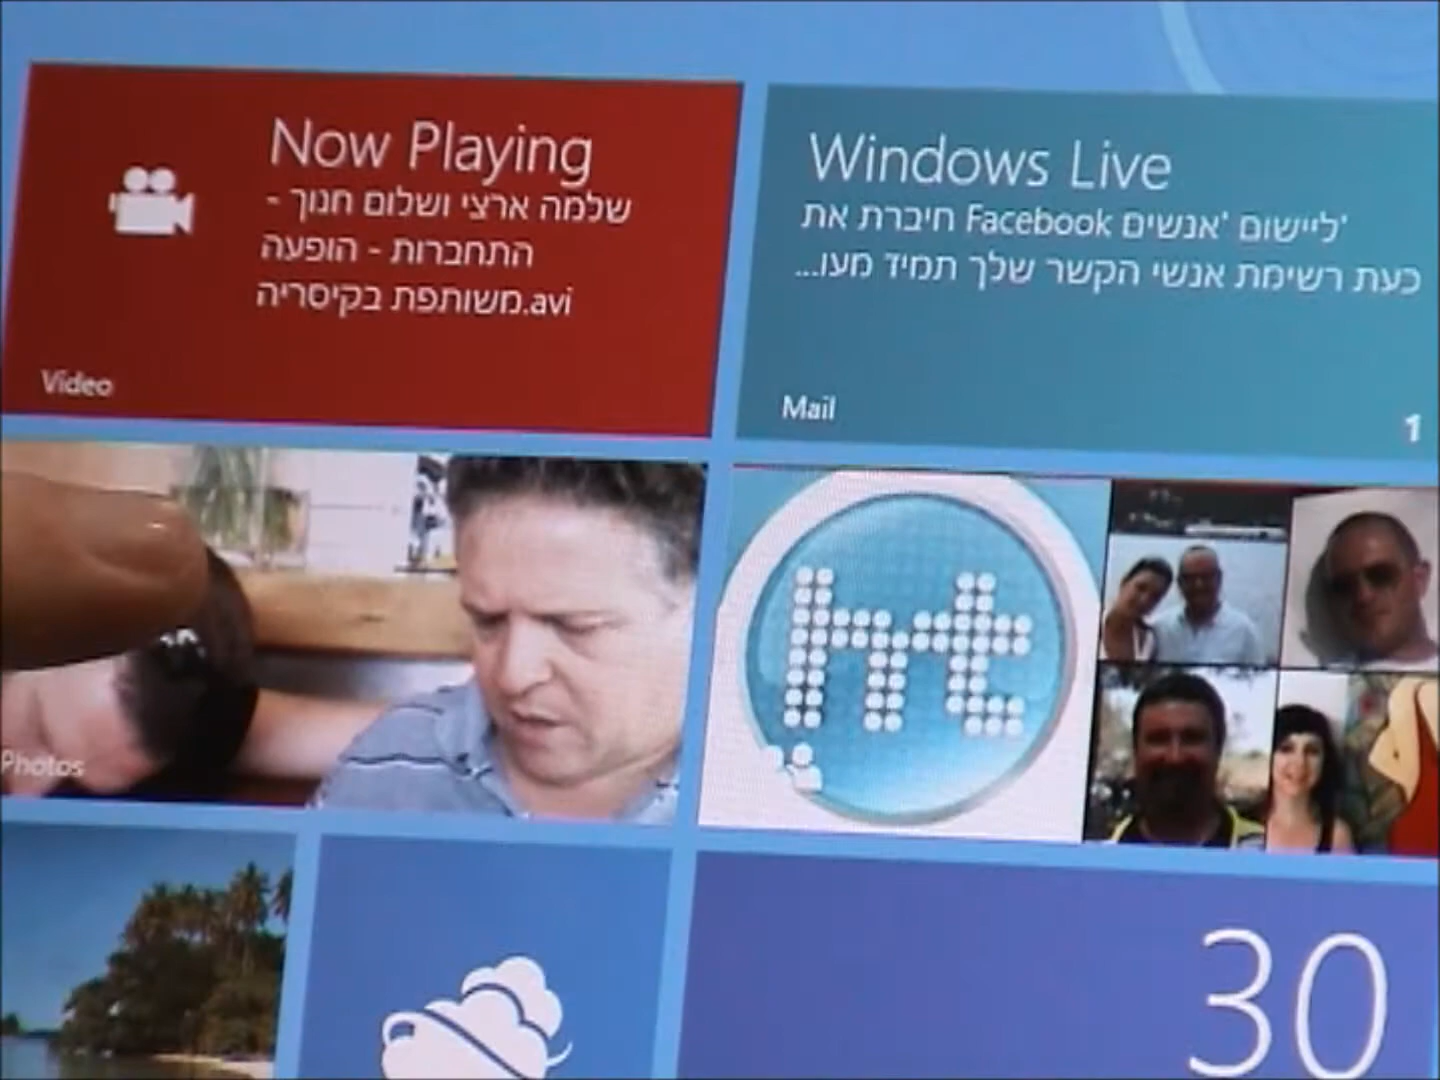 Now Playing
שלמה ארצי ושלום חנוך -
התחברות - הופעה
משותפת בקיסריה.avi
Video
Windows Live
חיברת את Facebook ליישום 'אנשים'
כעת רשימת אנשי הקשר שלך תמיד מעו...
Mail
1
Photos
mt
30